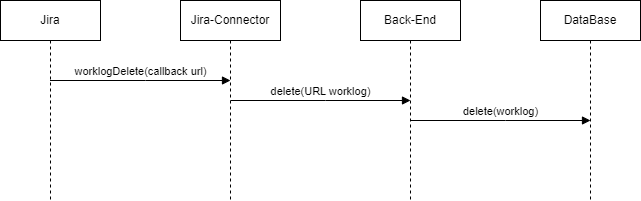 Jira
Jira-Connector
Back-End
DataBase
worklogDelete(callback url)
delete(URL worklog)
delete(worklog)